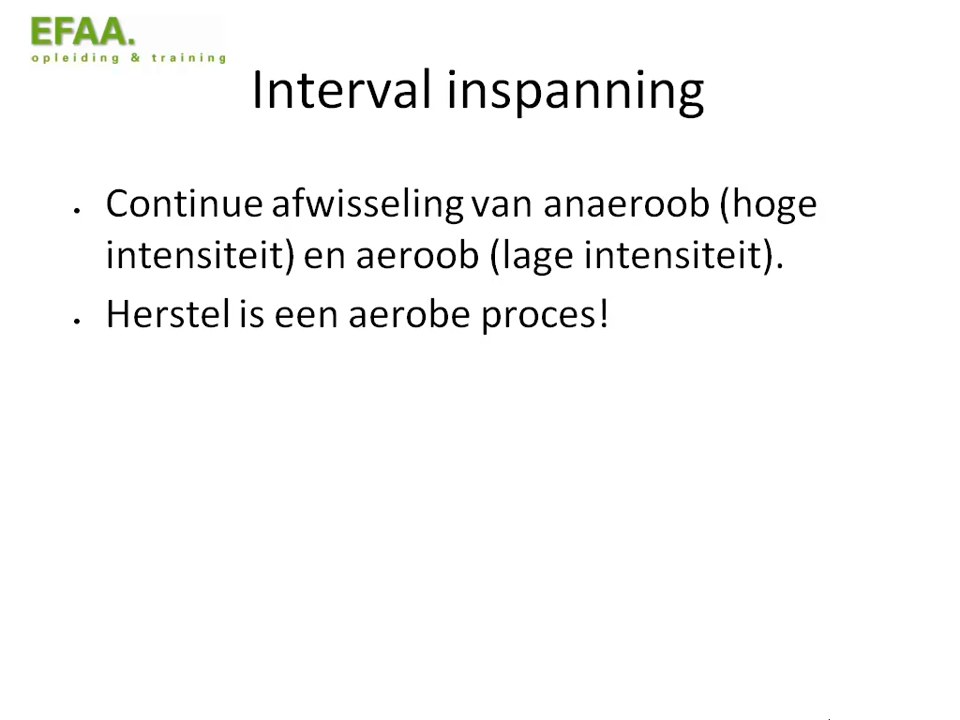 EFAA.
opleiding & training
Interval inspanning
• Continue afwisseling van anaeroob (hoge
intensiteit) en aeroob (lage intensiteit).
• Herstel is een aerobe proces!